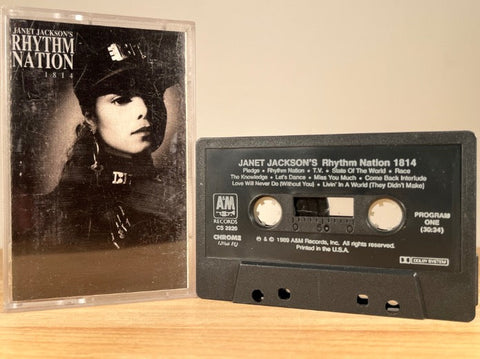 JANET JACKSON'S
RHYTHM
NATION
1814
JANET JACKSON'S Rhythm Nation 1814
Pledge • Rhythm Nation • T.V. • State Of The World • Race
The Knowledge • Let's Dance • Miss You Much • Come Back Interlude
Love Will Never Do (Without You) • Livin' In A World (They Didn't Make)
A&M
RECORDS
CS 3920
CHROME
PROGRAM
ONE
(30:34)
℗ & © 1989 A&M Records, Inc. All rights reserved.
Printed in the U.S.A.
DOLBY SYSTEM